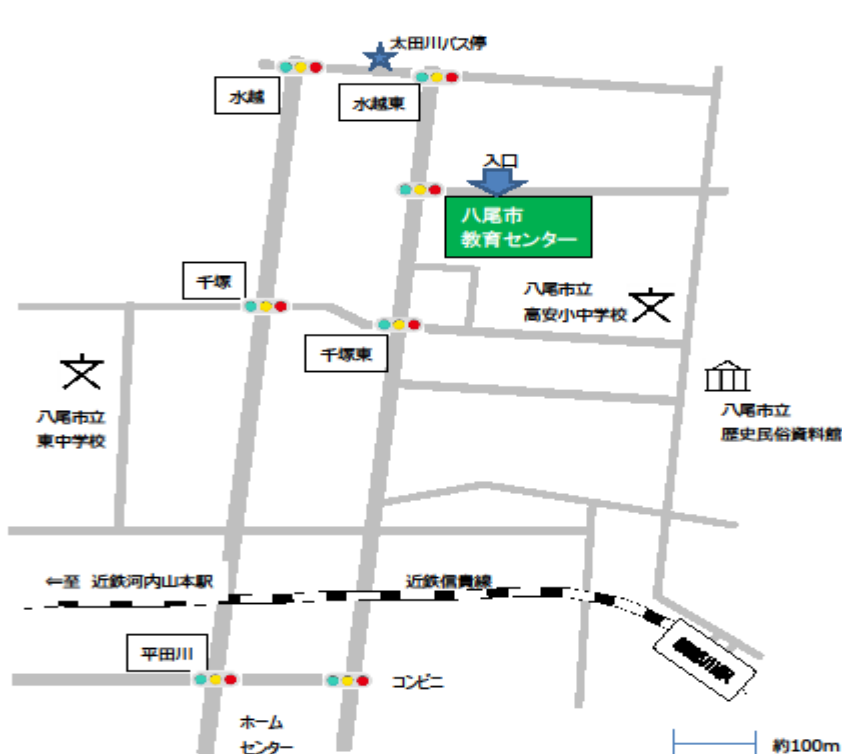 太田川バス停
水越
水越東
入口
八尾市
教育センター
千塚
八尾市立
高安小中学校
千塚東
八尾市立
東中学校
八尾市立
歴史民俗資料館
⇐至 近鉄河内山本駅
近鉄信貴線
平田川
コンビニ
ホーム
センター
約100m